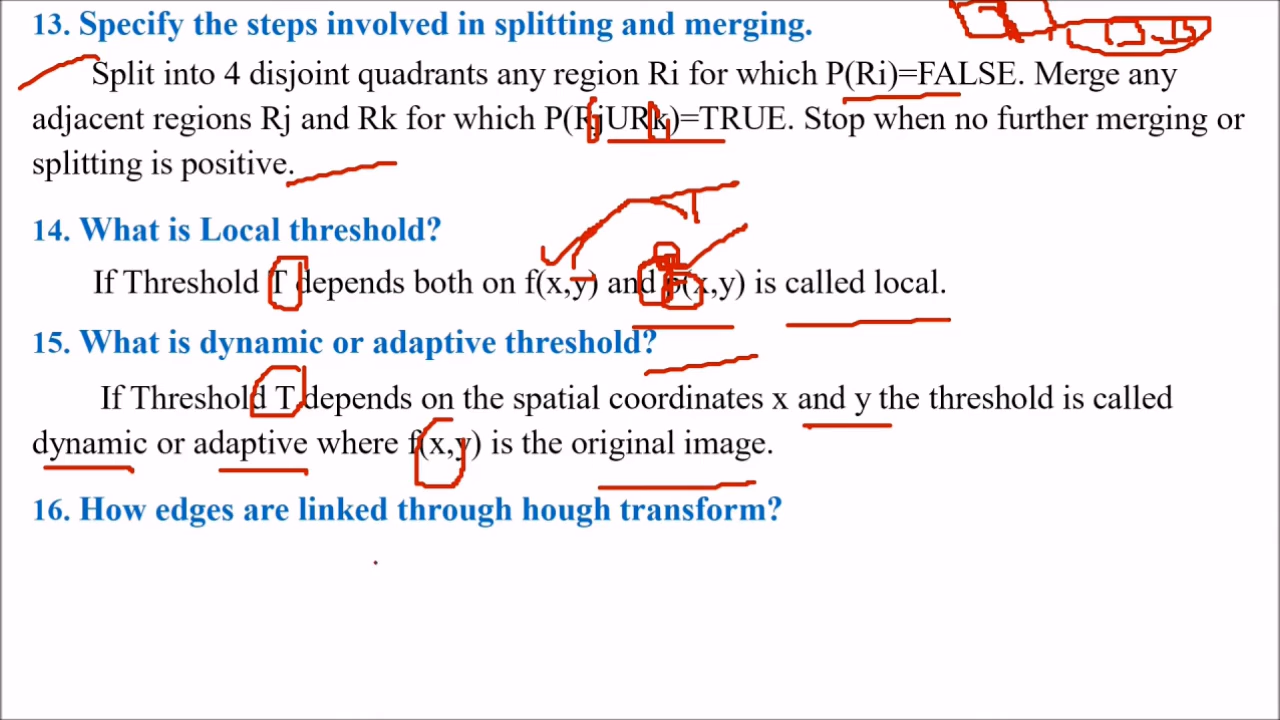 13. Specify the steps involved in splitting and merging.
Split into 4 disjoint quadrants any region Ri for which P(Ri)=FALSE. Merge any
adjacent regions Rj and Rk for which P(RjURk)=TRUE. Stop when no further merging or
splitting is positive.
14. What is Local threshold?
If Threshold T depends both on f(x,y) and p(x,y) is called local.
15. What is dynamic or adaptive threshold?
If Threshold T depends on the spatial coordinates x and y the threshold is called
dynamic or adaptive where f(x,y) is the original image.
16. How edges are linked through hough transform?